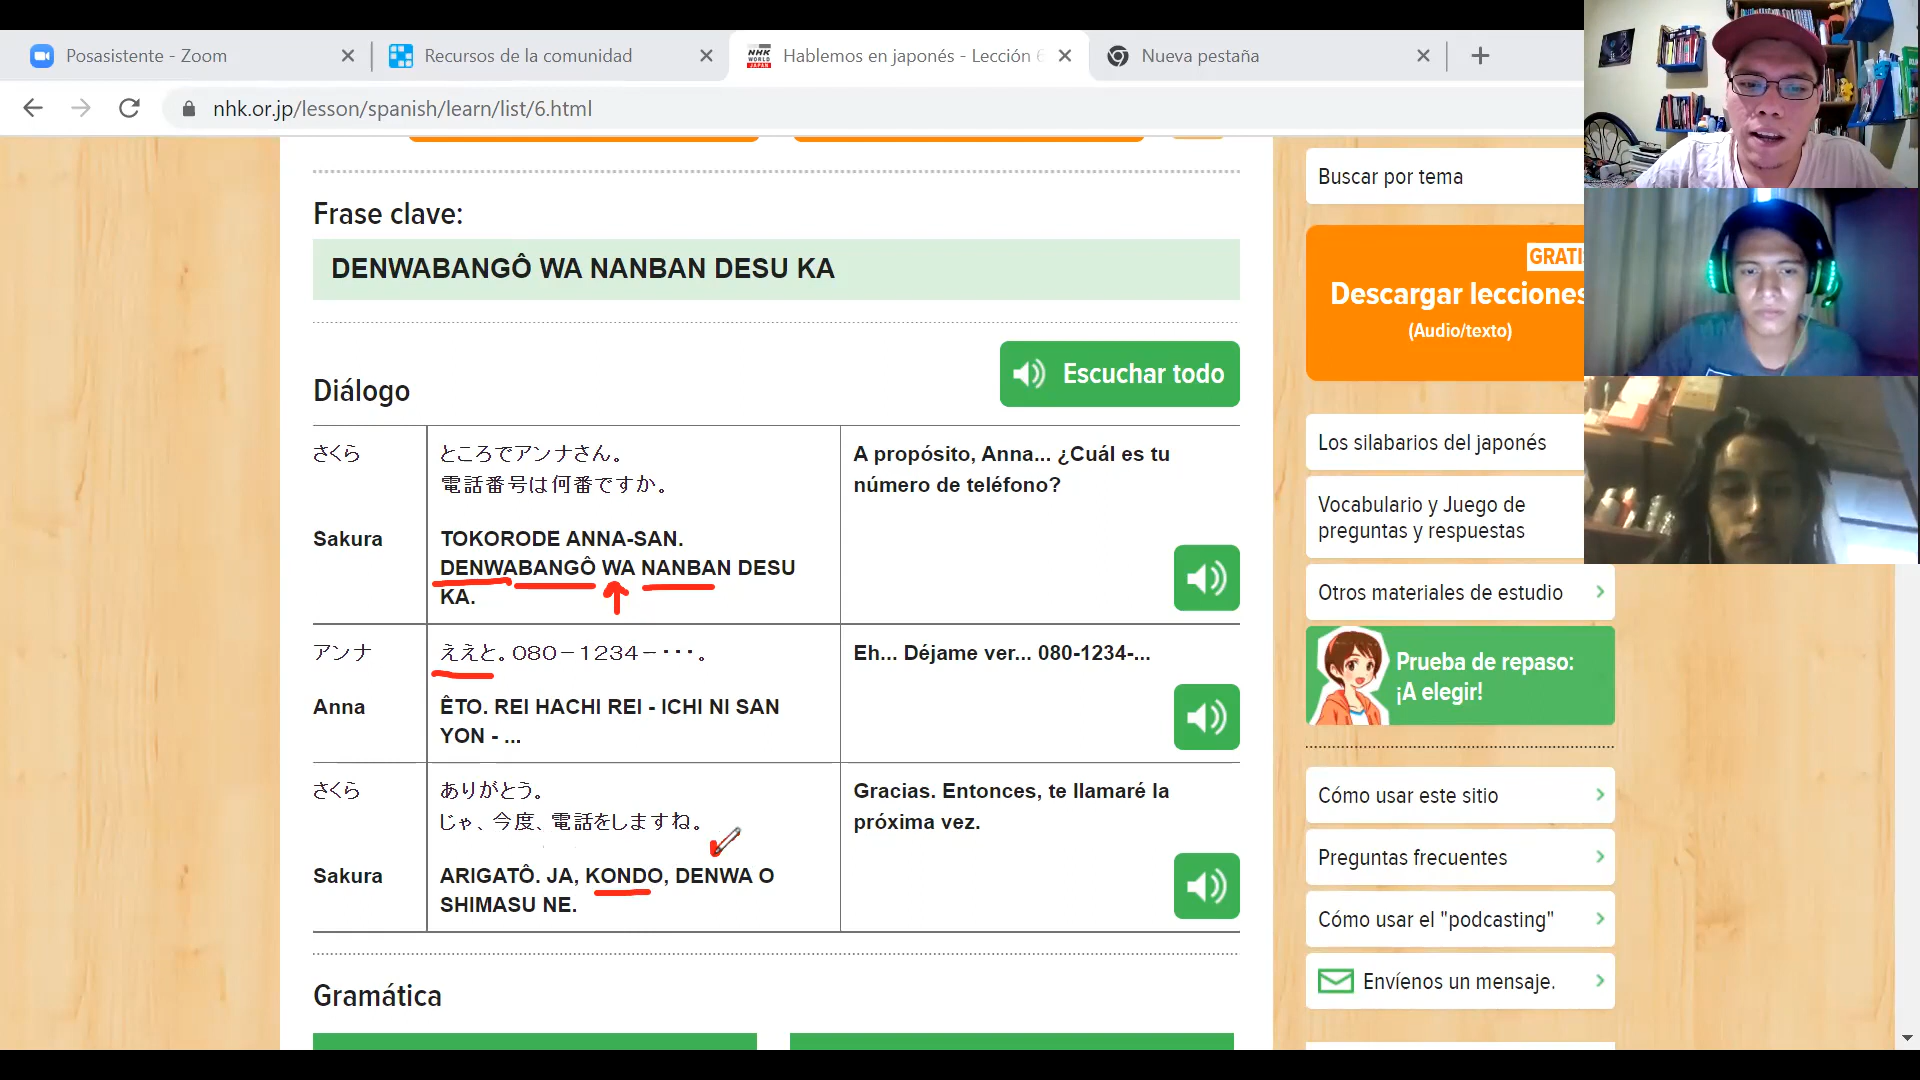 Posasistente - Zoom
Recursos de la comunidad
NHK WORLD JAPAN
Hablemos en japonés - Lección 6
Nueva pestaña
nhk.or.jp/lesson/spanish/learn/list/6.html
Frase clave:
DENWABANGÔ WA NANBAN DESU KA
Diálogo
Escuchar todo
さくら
ところでアンナさん。
電話番号は何番ですか。
A propósito, Anna... ¿Cuál es tu
número de teléfono?
Sakura
TOKORODE ANNA-SAN.
DENWABANGÔ WA NANBAN DESU
KA.
アンナ
ええと。080－1234－・・・。
Eh... Déjame ver... 080-1234-...
Anna
ÊTO. REI HACHI REI - ICHI NI SAN
YON - ...
さくら
ありがとう。
じゃ、今度、電話をしますね。
Gracias. Entonces, te llamaré la
próxima vez.
Sakura
ARIGATÔ. JA, KONDO, DENWA O
SHIMASU NE.
Gramática
Buscar por tema
GRATI
Descargar lecciones
(Audio/texto)
Los silabarios del japonés
Vocabulario y Juego de
preguntas y respuestas
Otros materiales de estudio
Prueba de repaso:
¡A elegir!
Cómo usar este sitio
Preguntas frecuentes
Cómo usar el "podcasting"
Envíenos un mensaje.